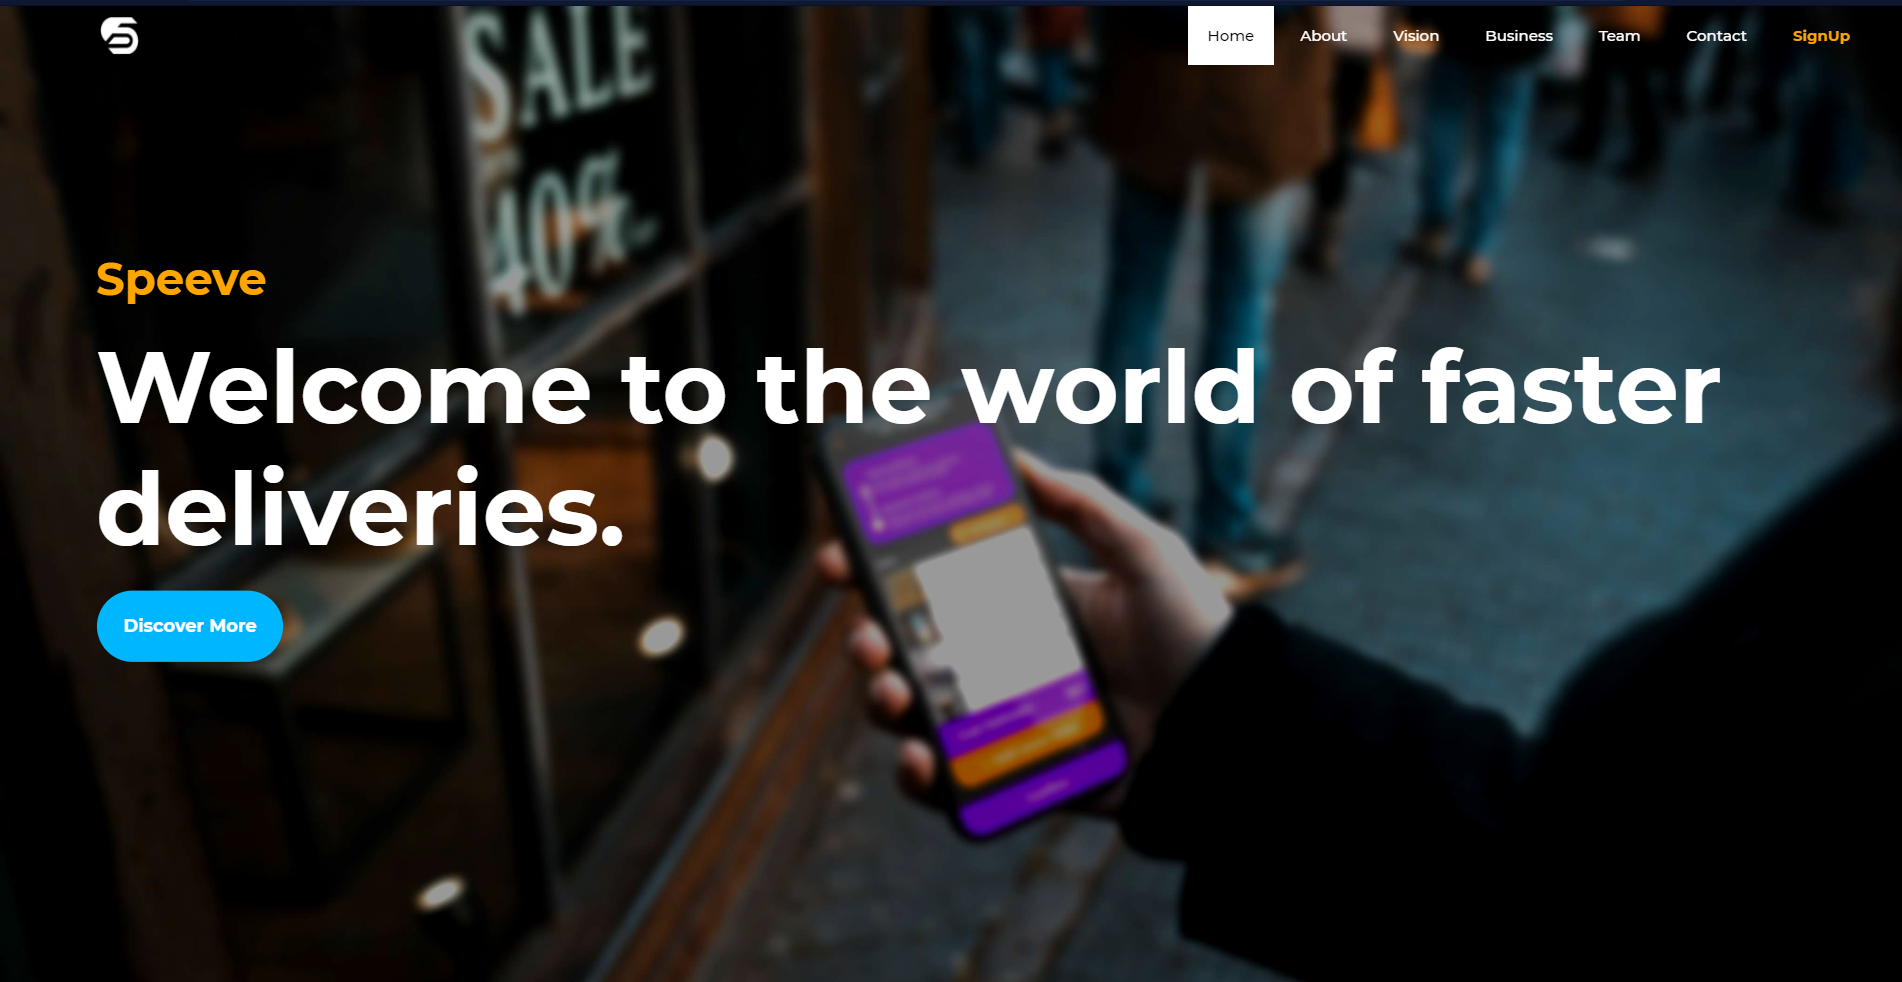 Home About Vision Business Team Contact SignUp
SALE
40%
Speeve
Welcome to the world of faster
deliveries.
Discover More